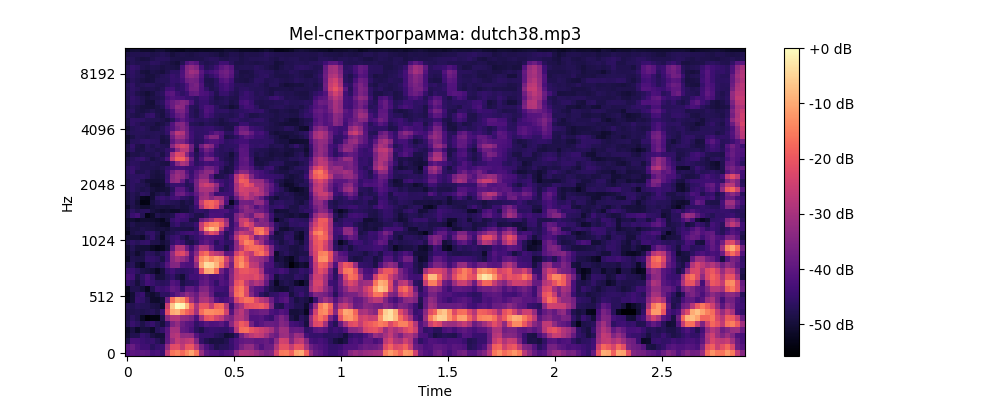 Mel-спектрограмма: dutch38.mp3
+0 dB
8192
-10 dB
4096
-20 dB
2048
Hz
-30 dB
1024
-40 dB
512
-50 dB
0
0 0.5 1 1.5 2 2.5
Time